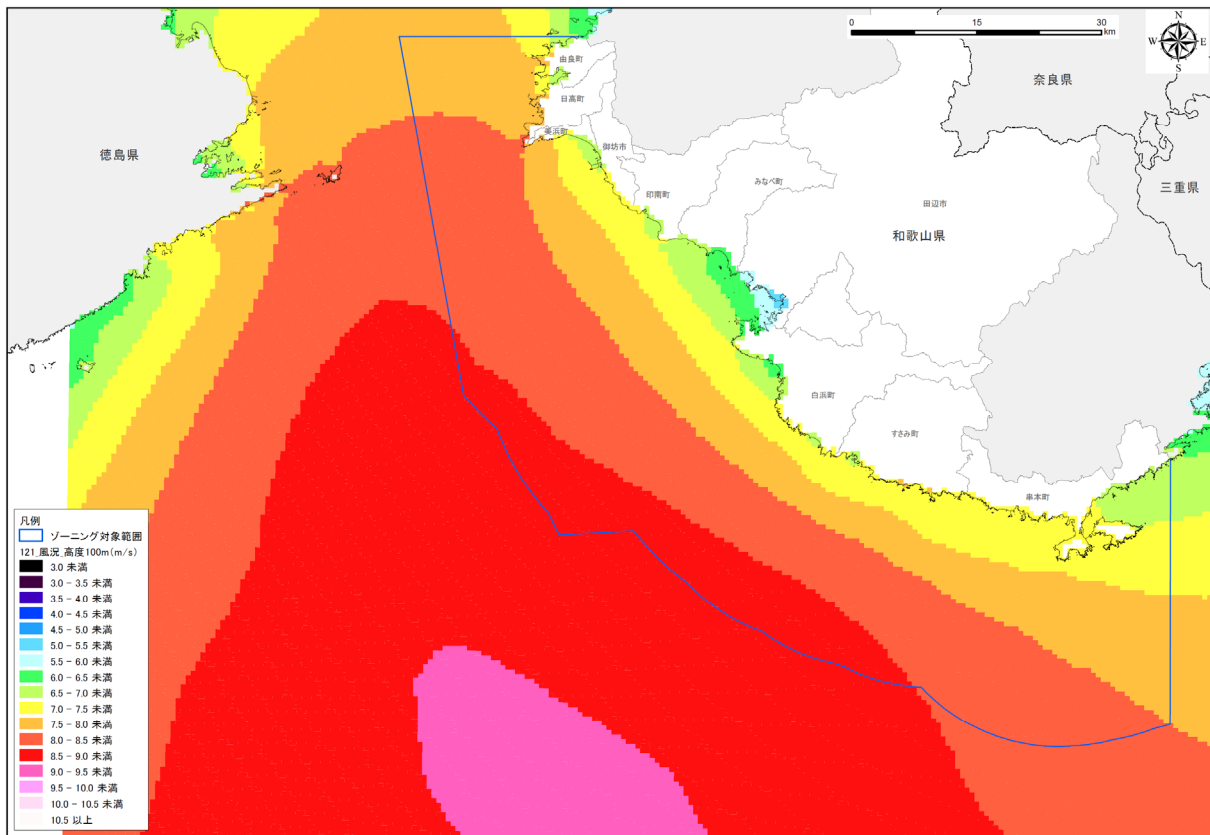 0 15 30
km
N
W E
S
由良町
日高町
美浜町
御坊市
印南町
みなべ町
田辺市
和歌山県
奈良県
三重県
徳島県
白浜町
すさみ町
串本町
凡例
ゾーニング対象範囲
121_風況_高度100m(m/s)
3.0 未満
3.0 - 3.5 未満
3.5 - 4.0 未満
4.0 - 4.5 未満
4.5 - 5.0 未満
5.0 - 5.5 未満
5.5 - 6.0 未満
6.0 - 6.5 未満
6.5 - 7.0 未満
7.0 - 7.5 未満
7.5 - 8.0 未満
8.0 - 8.5 未満
8.5 - 9.0 未満
9.0 - 9.5 未満
9.5 - 10.0 未満
10.0 - 10.5 未満
10.5 以上